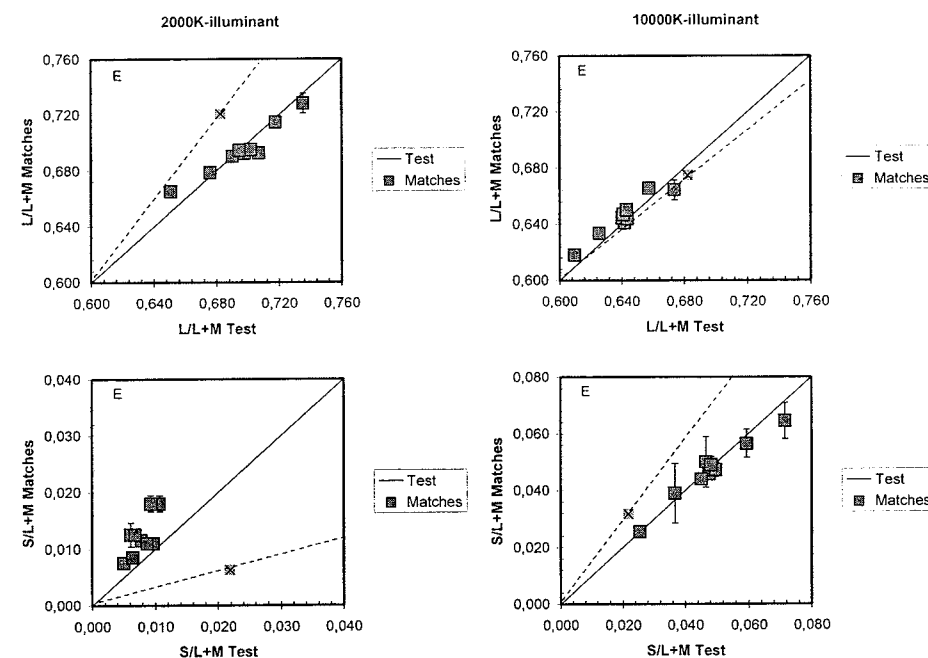 2000K-illuminant
10000K-illuminant
0,760
0,720
0,680
0,640
0,600
E
L/L+M Matches
0,600 0,640 0,680 0,720 0,760
L/L+M Test
Test
Matches
0,760
0,720
0,680
0,640
0,600
E
L/L+M Matches
0,600 0,640 0,680 0,720 0,760
L/L+M Test
Test
Matches
0,040
0,030
0,020
0,010
0,000
E
S/L+M Matches
0,000 0,010 0,020 0,030 0,040
S/L+M Test
Test
Matches
0,080
0,060
0,040
0,020
0,000
E
S/L+M Matches
0,000 0,020 0,040 0,060 0,080
S/L+M Test
Test
Matches